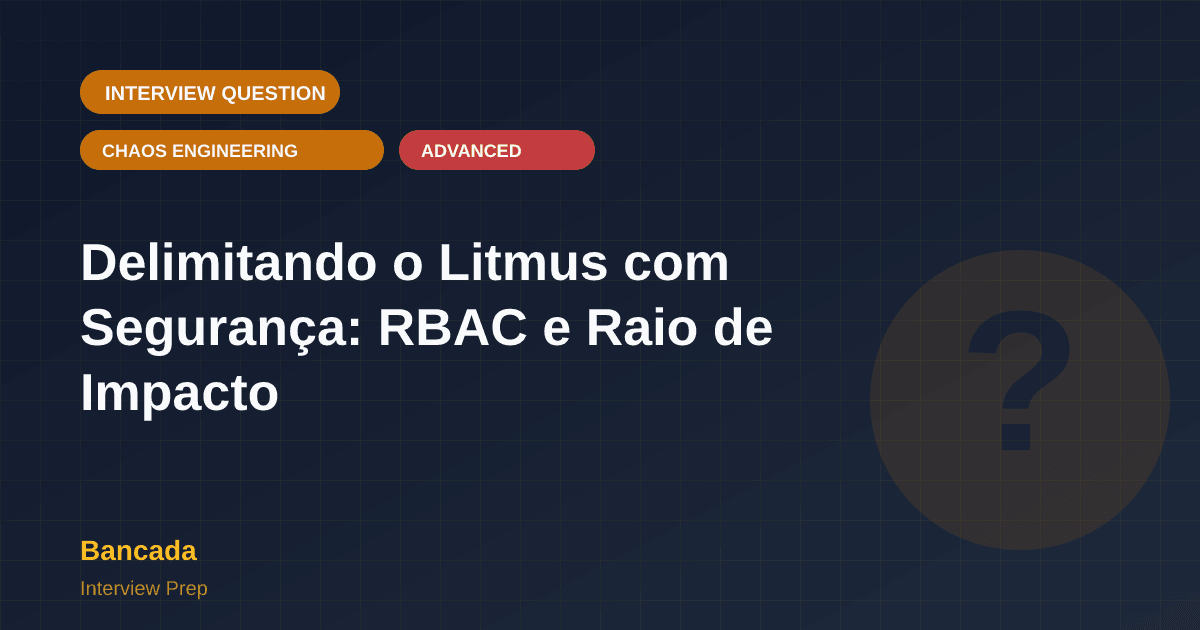 INTERVIEW QUESTION
CHAOS ENGINEERING
ADVANCED
Delimitando o Litmus com
Segurança: RBAC e Raio de
Impacto
?
Bancada
Interview Prep